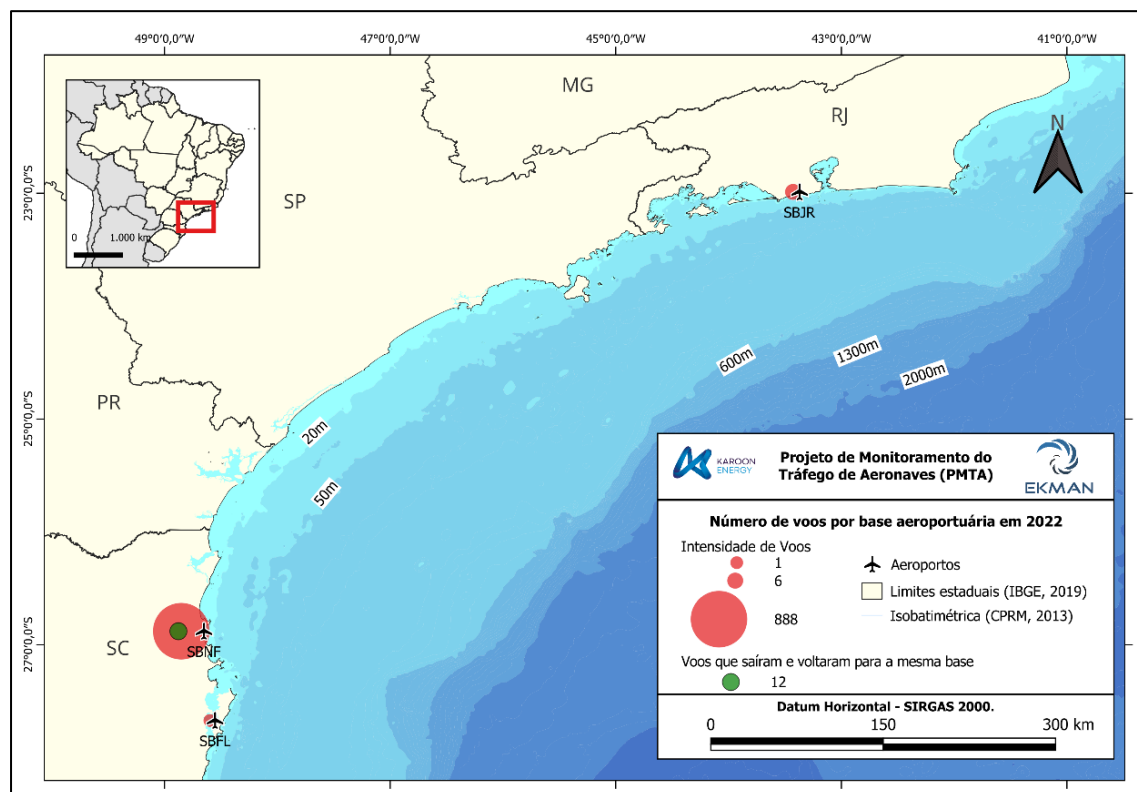 49°0'0,0"W
47°0'0,0"W
45°0'0,0"W
43°0'0,0"W
41°0'0,0"W
23°0'0,0"S
25°0'0,0"S
27°0'0,0"S
0 1.000 km
MG
RJ
SP
PR
SC
N
SBJR
SBNF
SBFL
600m
1300m
2000m
20m
50m
KAROON
ENERGY
Projeto de Monitoramento do
Tráfego de Aeronaves (PMTA)
EKMAN
Número de voos por base aeroportuária em 2022
Intensidade de Voos
1
6
888
Aeroportos
Limites estaduais (IBGE, 2019)
Isobatimétrica (CPRM, 2013)
Voos que saíram e voltaram para a mesma base
12
Datum Horizontal - SIRGAS 2000.
0 150 300 km